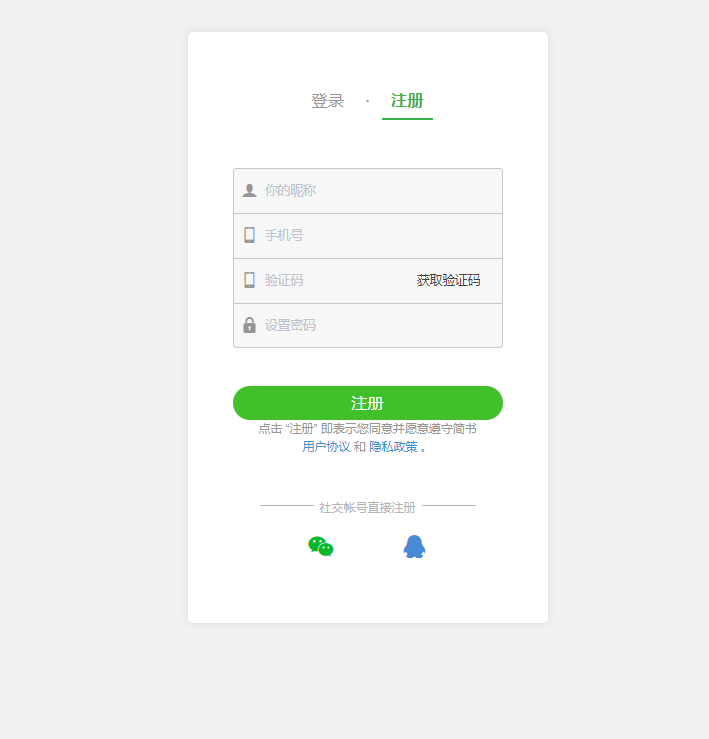 登录 · 注册
你的昵称
手机号
验证码 获取验证码
设置密码
注册
点击 “注册” 即表示您同意并愿意遵守简书
用户协议 和 隐私政策 。
社交帐号直接注册